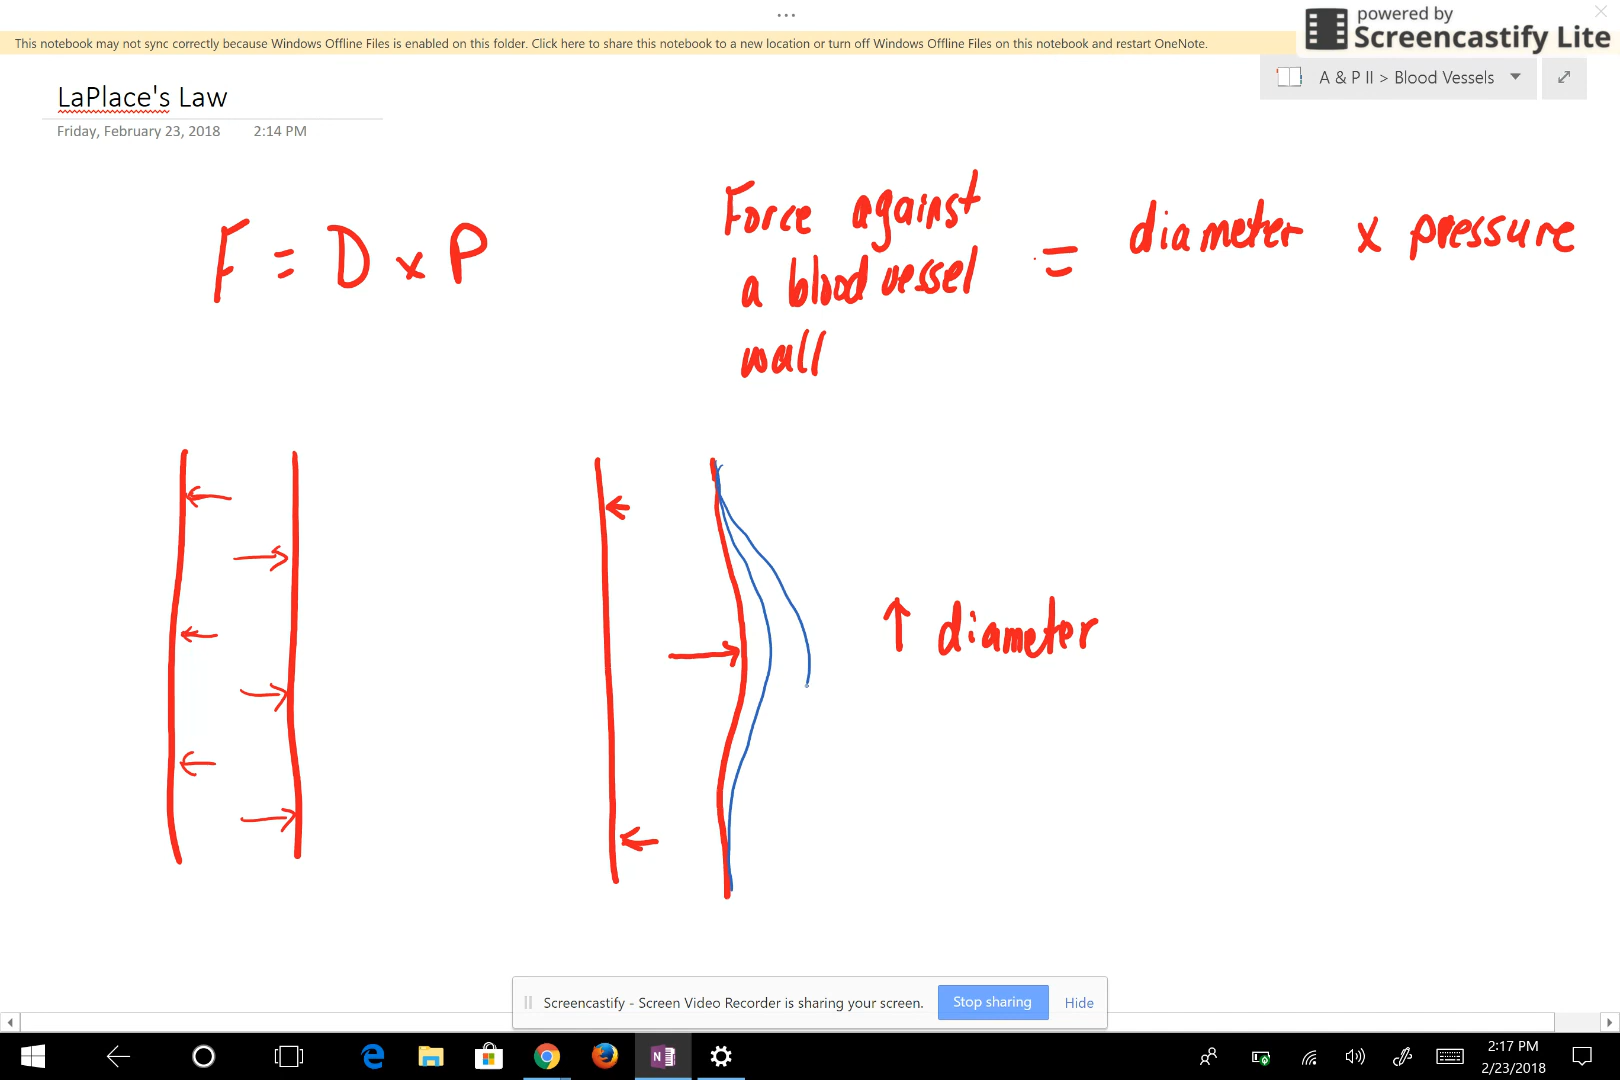 ...
powered by
Screencastify Lite
This notebook may not sync correctly because Windows Offline Files is enabled on this folder. Click here to share this notebook to a new location or turn off Windows Offline Files on this notebook and restart OneNote.
A & P II > Blood Vessels
LaPlace's Law
Friday, February 23, 2018 2:14 PM
F = D x P
Force against
a blood vessel
wall
= diameter x pressure
↑ diameter
Screencastify - Screen Video Recorder is sharing your screen. Stop sharing Hide
2:17 PM
2/23/2018